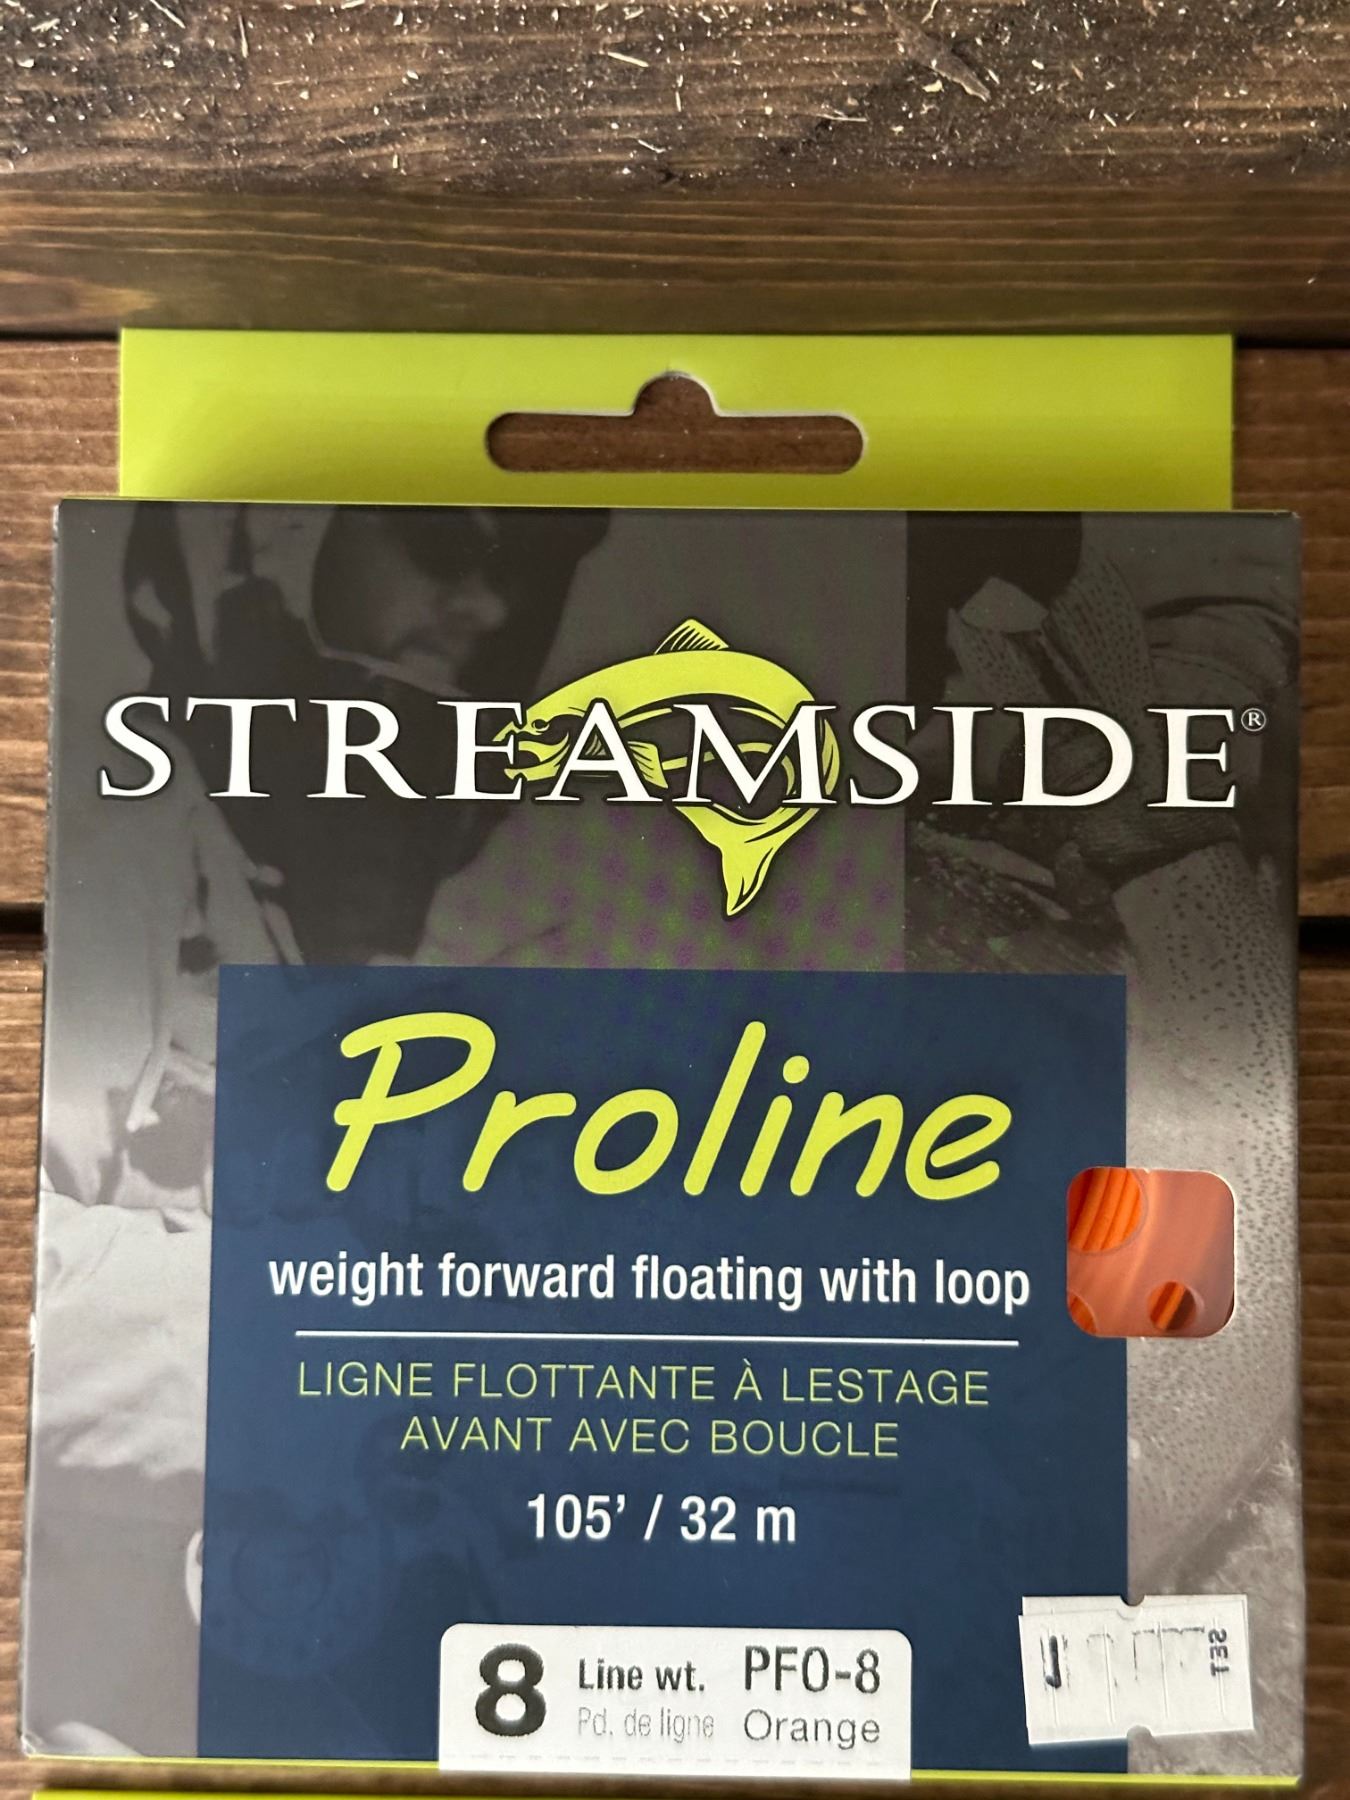 STREAMSIDE®
Proline
weight forward floating with loop
LIGNE FLOTTANTE À LESTAGE
AVANT AVEC BOUCLE
105' / 32 m
8 Line wt. PFO-8
Pd. de ligne Orange